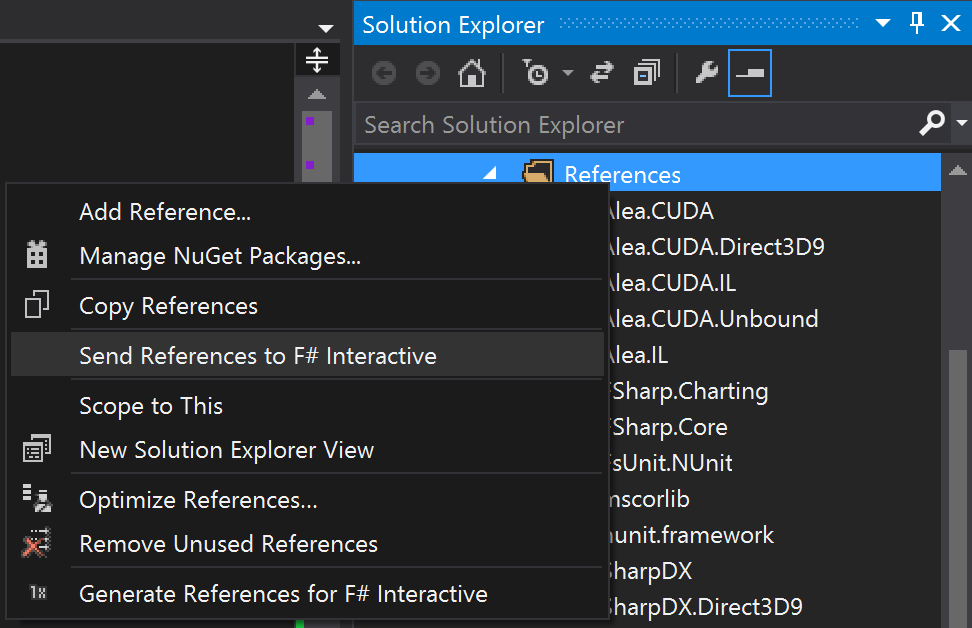 Solution Explorer
Search Solution Explorer
References
Add Reference...
Manage NuGet Packages...
Copy References
Send References to F# Interactive
Scope to This
New Solution Explorer View
Optimize References...
Remove Unused References
Generate References for F# Interactive
Alea.CUDA
Alea.CUDA.Direct3D9
Alea.CUDA.IL
Alea.CUDA.Unbound
Alea.IL
FSharp.Charting
FSharp.Core
FsUnit.NUnit
mscorlib
nunit.framework
SharpDX
SharpDX.Direct3D9